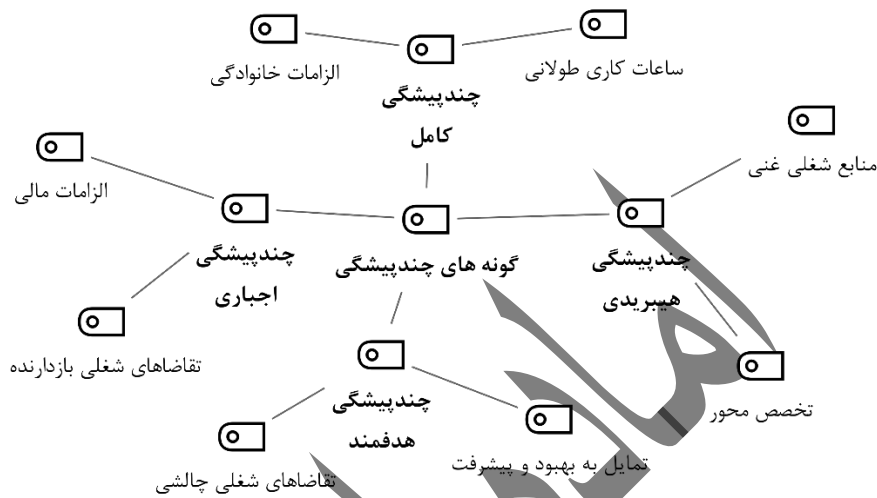 الزامات خانوادگی
ساعات کاری طولانی
چندپیشگی
کامل
منابع شغلی غنی
الزامات مالی
چندپیشگی
اجباری
گونه های چندپیشگی
چندپیشگی
هیبریدی
تقاضاهای شغلی بازدارنده
چندپیشگی
هدفمند
تخصص محور
تمایل به بهبود و پیشرفت
تقاضاهای شغلی چالشی